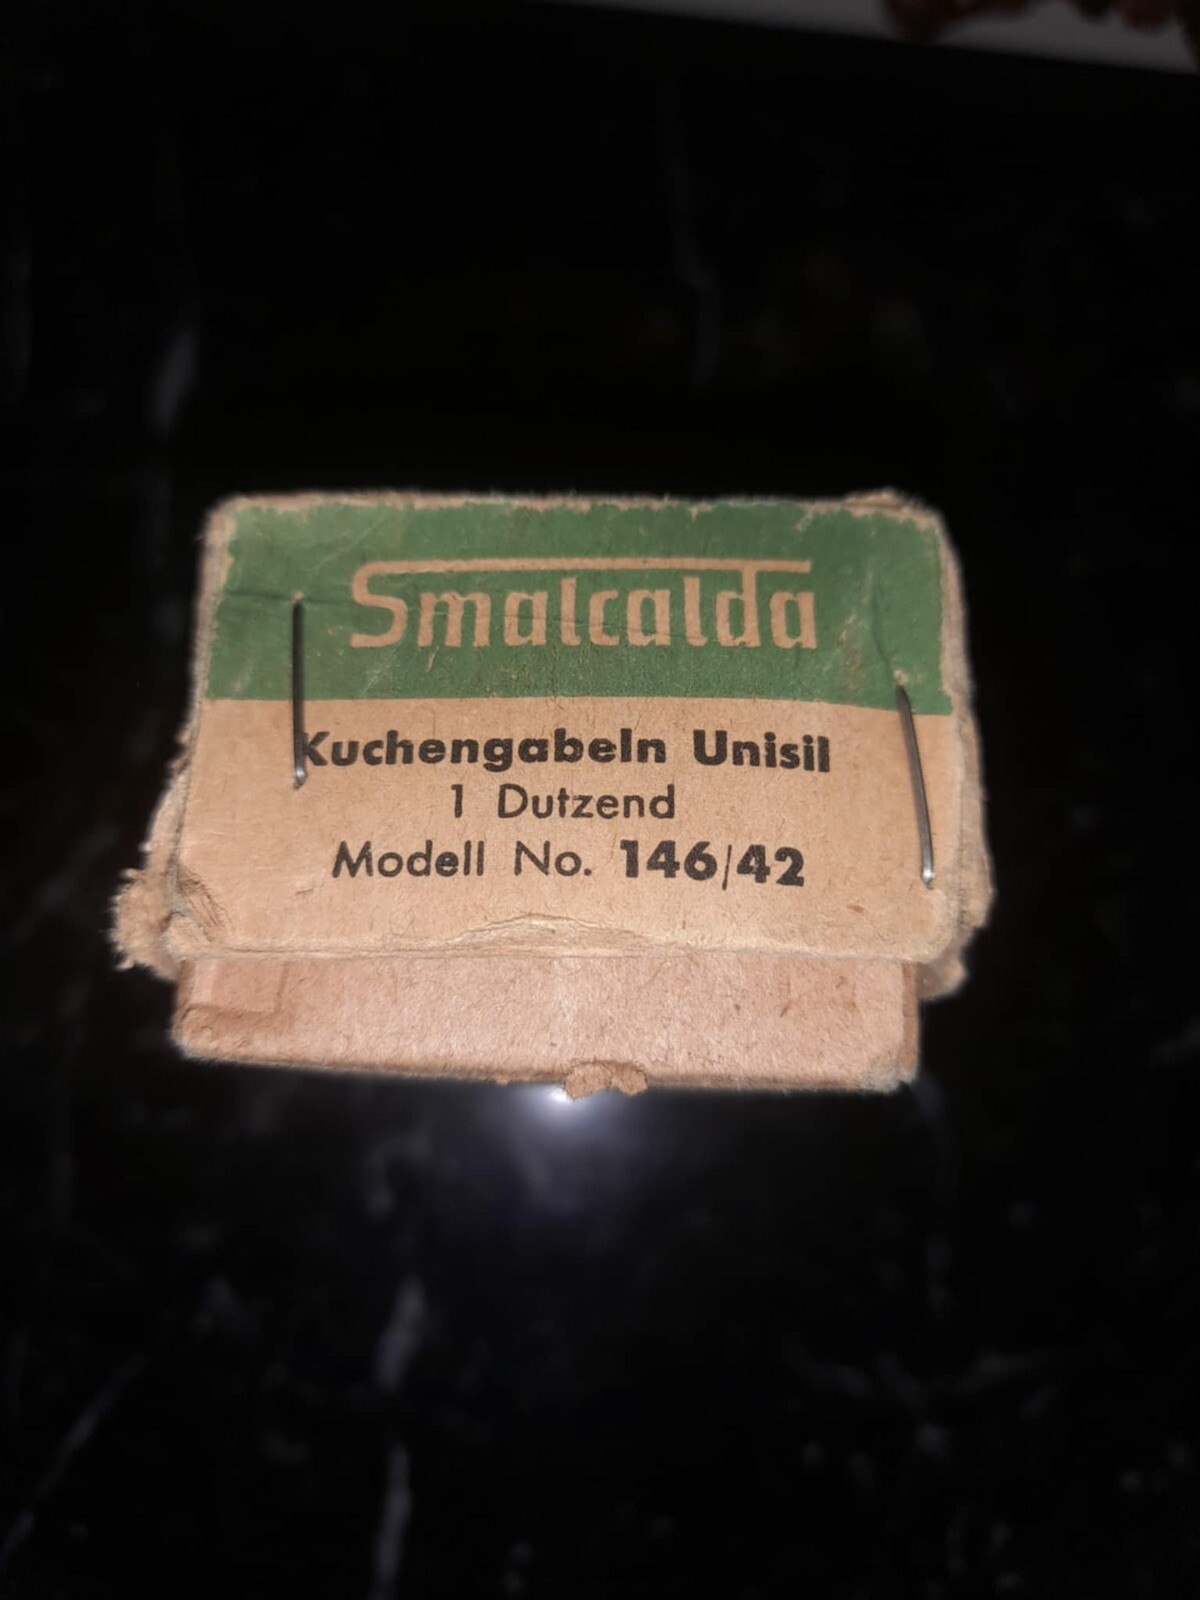 Smalcalda
Kuchengabeln Unisil
1 Dutzend
Modell No. 146/42